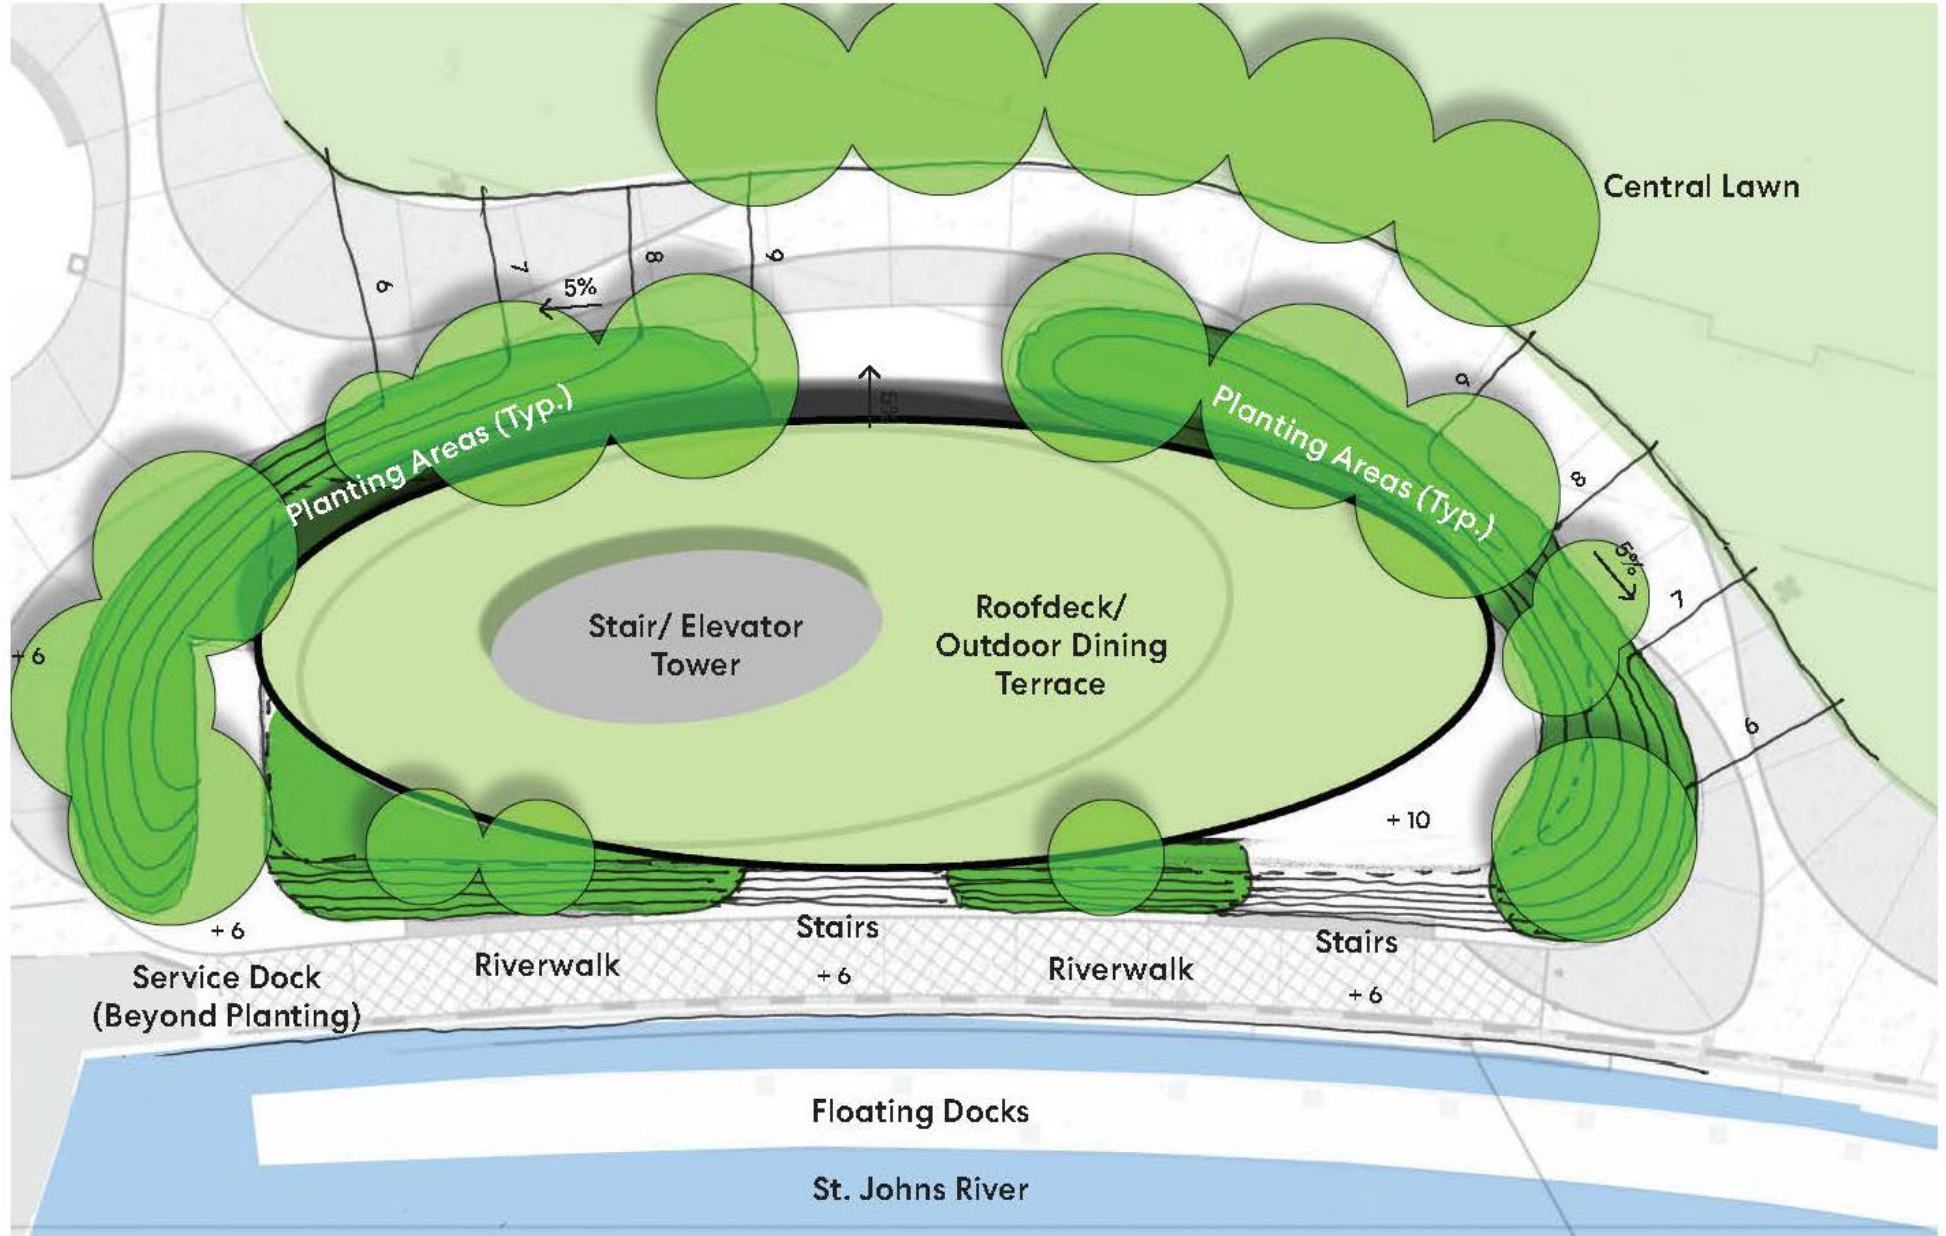 Central Lawn
6
7
8
9
5%
5%
Planting Areas (Typ.)
Planting Areas (Typ.)
9
8
5%
7
6
Stair/ Elevator
Tower
Roofdeck/
Outdoor Dining
Terrace
+ 6
+ 10
+ 6
Stairs
Stairs
Riverwalk
+ 6
Riverwalk
+ 6
Service Dock
(Beyond Planting)
Floating Docks
St. Johns River